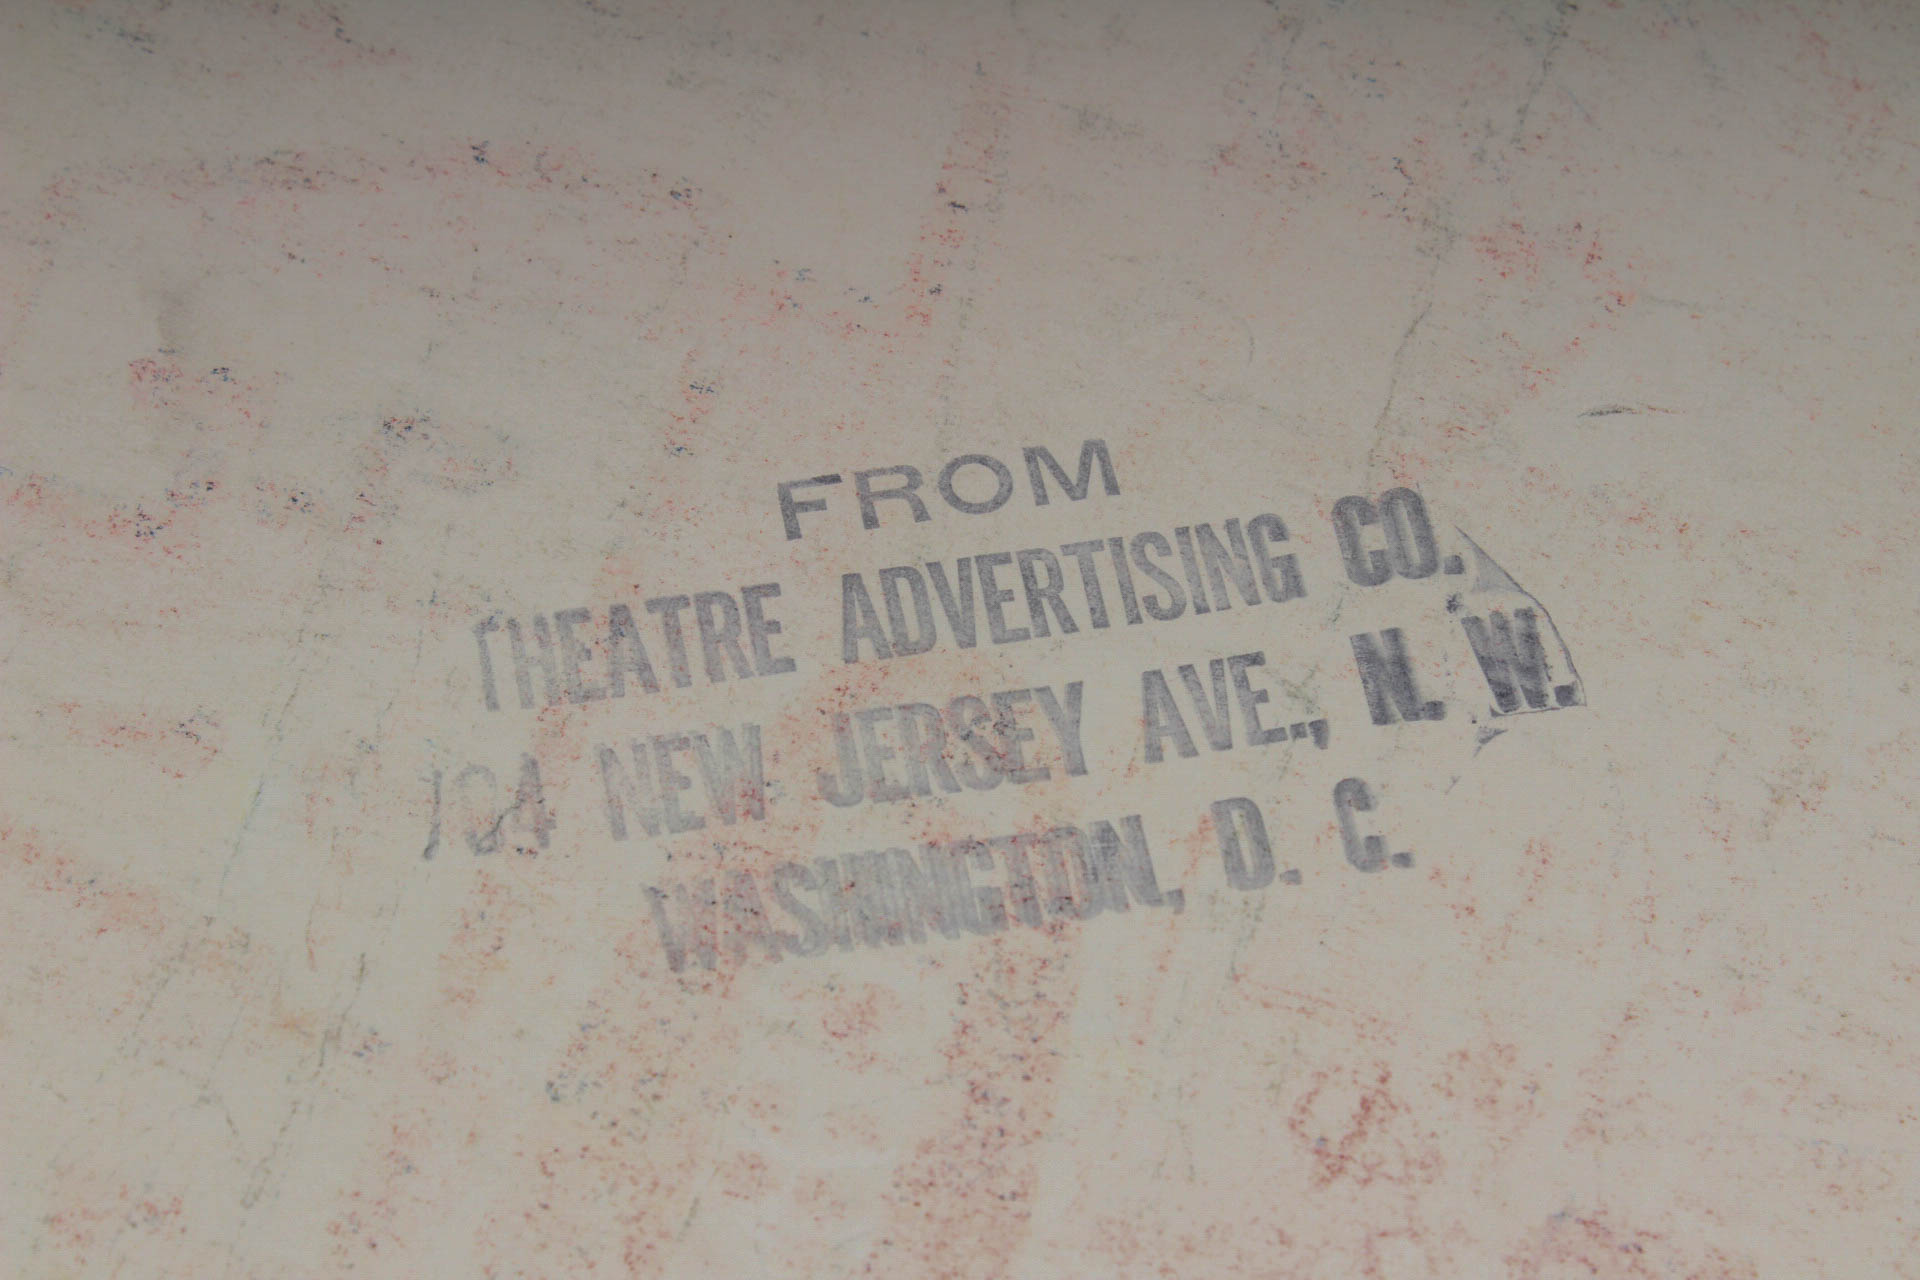 FROM
THEATRE ADVERTISING CO.
NEW JERSEY AVE., N. W.
WASHINGTON, D. C.